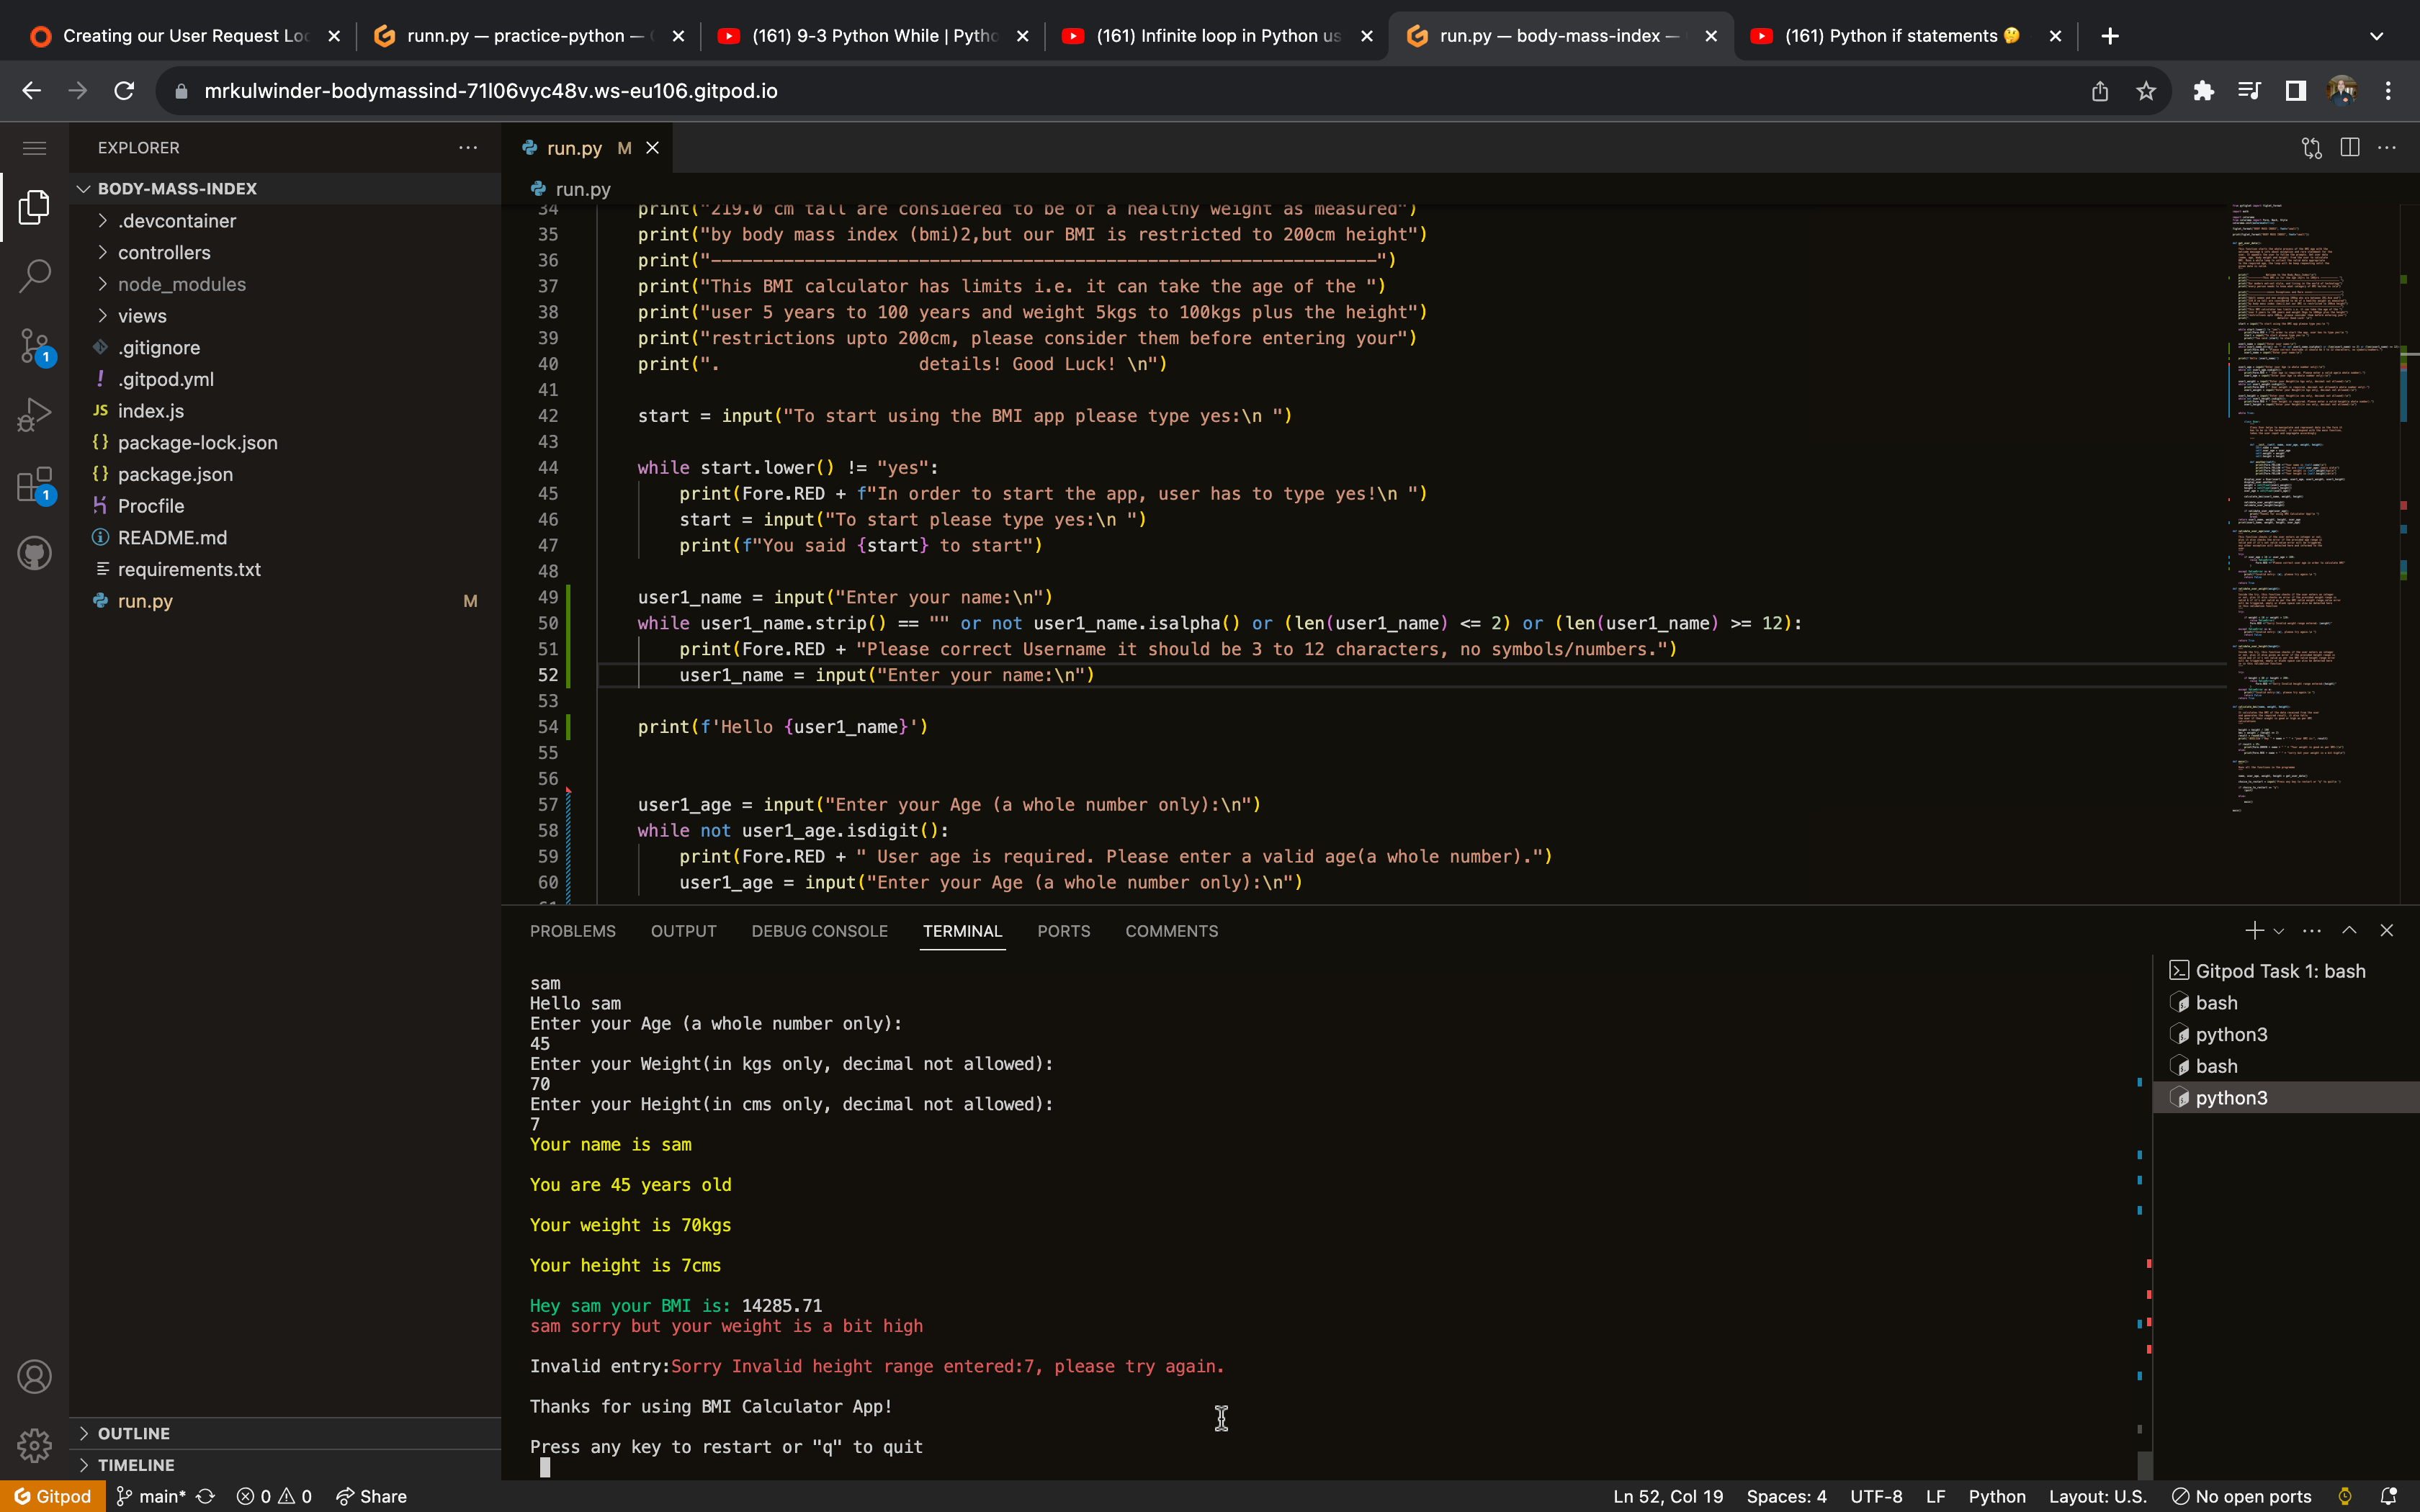 Creating our User Request Lo
runn.py — practice-python —
(161) 9-3 Python While | Pytho
(161) Infinite loop in Python us
run.py — body-mass-index —
(161) Python if statements 🤔
mrkulwinder-bodymassind-71l06vyc48v.ws-eu106.gitpod.io
EXPLORER
run.py M
BODY-MASS-INDEX
run.py
.devcontainer
controllers
node_modules
views
.gitignore
.gitpod.yml
JS index.js
{} package-lock.json
{} package.json
Procfile
README.md
requirements.txt
run.py M
1
1
34 print("219.0 cm tall are considered to be of a healthy weight as measured")
35 print("by body mass index (bmi)2,but our BMI is restricted to 200cm height")
36 print("————————————————————————————————————————————————————————————————")
37 print("This BMI calculator has limits i.e. it can take the age of the ")
38 print("user 5 years to 100 years and weight 5kgs to 100kgs plus the height")
39 print("restrictions upto 200cm, please consider them before entering your")
40 print(".                   details! Good Luck! \n")
41
42 start = input("To start using the BMI app please type yes:\n ")
43
44 while start.lower() != "yes":
45     print(Fore.RED + f"In order to start the app, user has to type yes!\n ")
46     start = input("To start please type yes:\n ")
47     print(f"You said {start} to start")
48
49 user1_name = input("Enter your name:\n")
50 while user1_name.strip() == "" or not user1_name.isalpha() or (len(user1_name) <= 2) or (len(user1_name) >= 12):
51     print(Fore.RED + "Please correct Username it should be 3 to 12 characters, no symbols/numbers.")
52     user1_name = input("Enter your name:\n")
53
54 print(f'Hello {user1_name}')
55
56
57 user1_age = input("Enter your Age (a whole number only):\n")
58 while not user1_age.isdigit():
59     print(Fore.RED + " User age is required. Please enter a valid age(a whole number).")
60     user1_age = input("Enter your Age (a whole number only):\n")
PROBLEMS OUTPUT DEBUG CONSOLE TERMINAL PORTS COMMENTS
sam
Hello sam
Enter your Age (a whole number only):
45
Enter your Weight(in kgs only, decimal not allowed):
70
Enter your Height(in cms only, decimal not allowed):
7
Your name is sam
You are 45 years old
Your weight is 70kgs
Your height is 7cms
Hey sam your BMI is: 14285.71
sam sorry but your weight is a bit high
Invalid entry:Sorry Invalid height range entered:7, please try again.
Thanks for using BMI Calculator App!
Press any key to restart or "q" to quit
Gitpod Task 1: bash
bash
python3
bash
python3
OUTLINE
TIMELINE
Gitpod main* 0 0 Share Ln 52, Col 19 Spaces: 4 UTF-8 LF Python Layout: U.S. No open ports